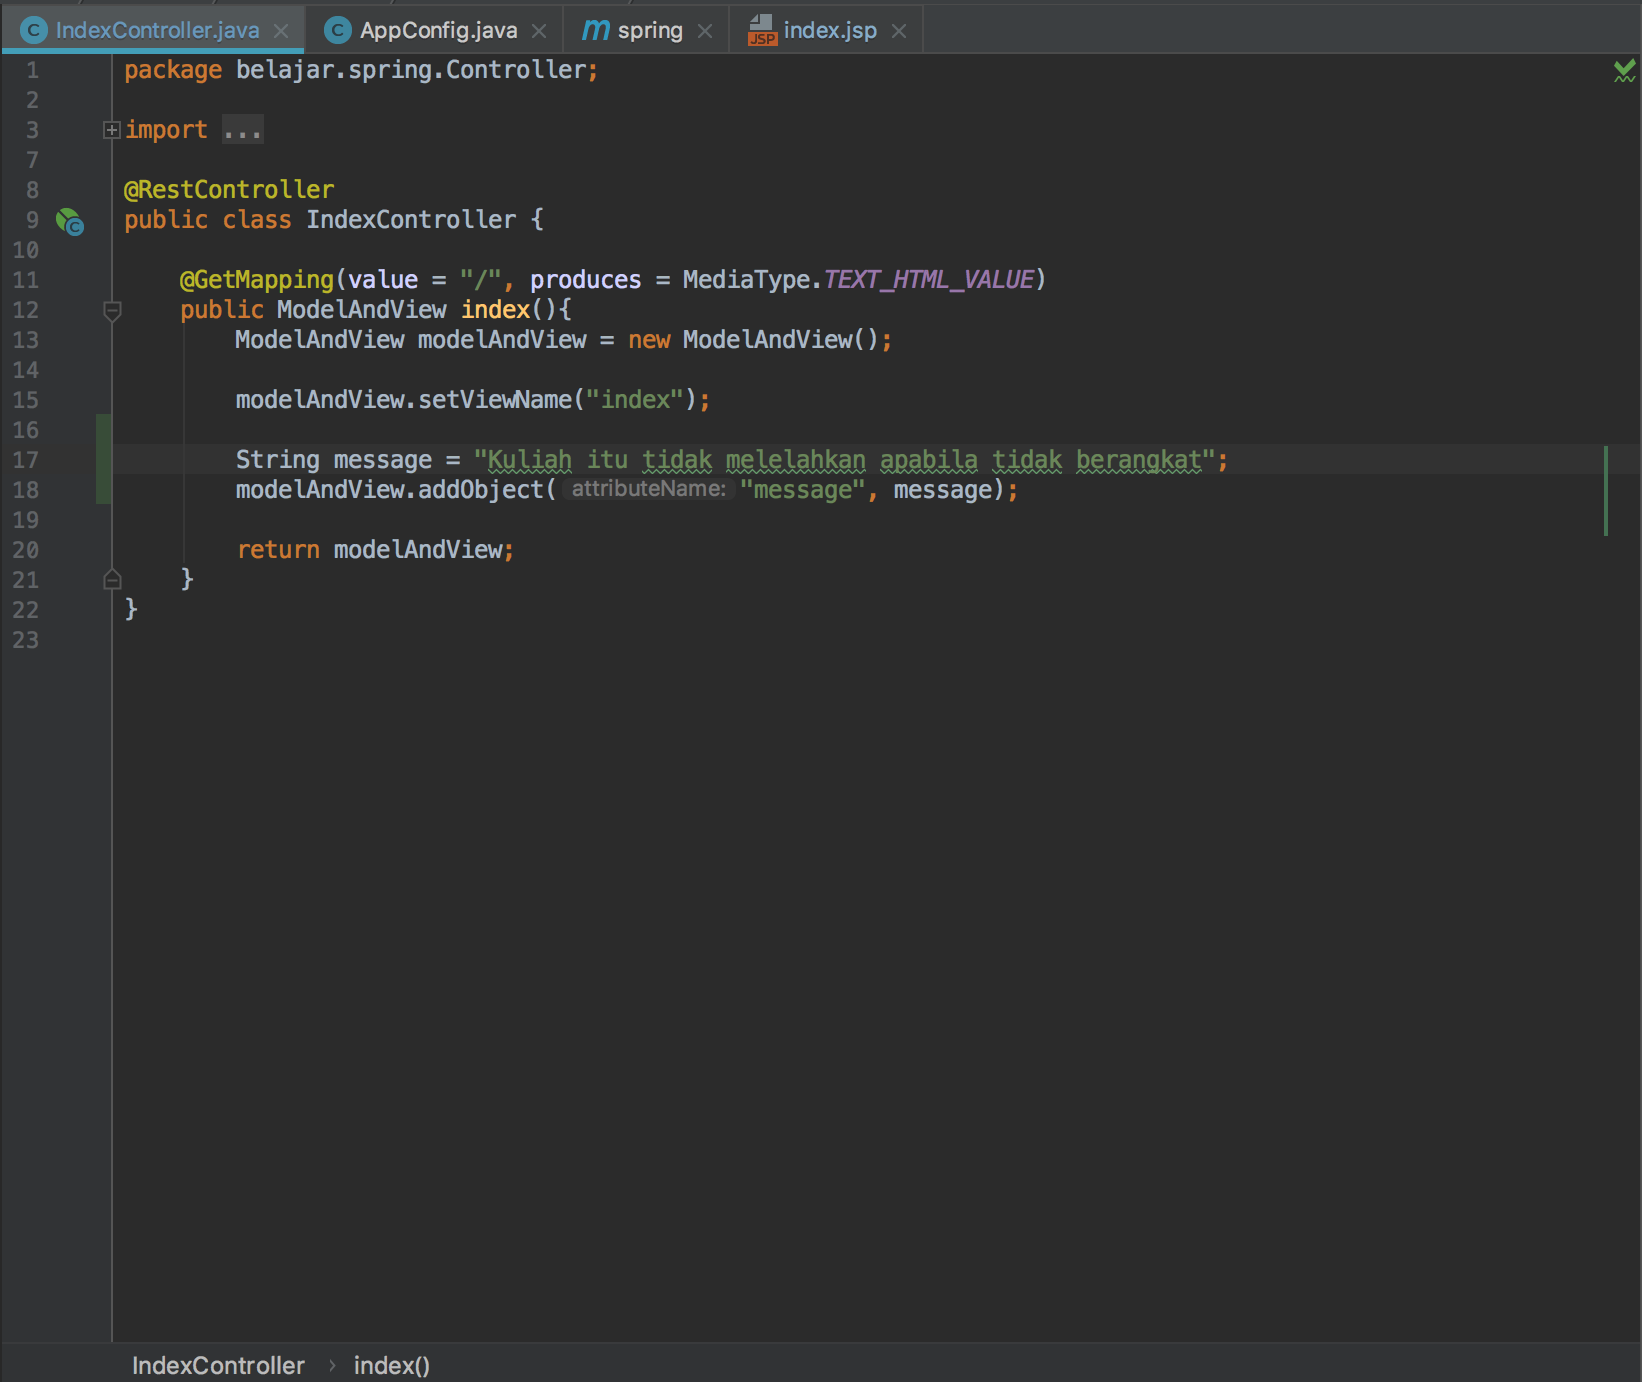 IndexController.java AppConfig.java spring index.jsp
1 package belajar.spring.Controller;
2
3 import ...
7
8 @RestController
9 public class IndexController {
10
11 @GetMapping(value = "/", produces = MediaType.TEXT_HTML_VALUE)
12 public ModelAndView index(){
13 ModelAndView modelAndView = new ModelAndView();
14
15 modelAndView.setViewName("index");
16
17 String message = "Kuliah itu tidak melelahkan apabila tidak berangkat";
18 modelAndView.addObject( attributeName: "message", message);
19
20 return modelAndView;
21 }
22 }
23
IndexController › index()